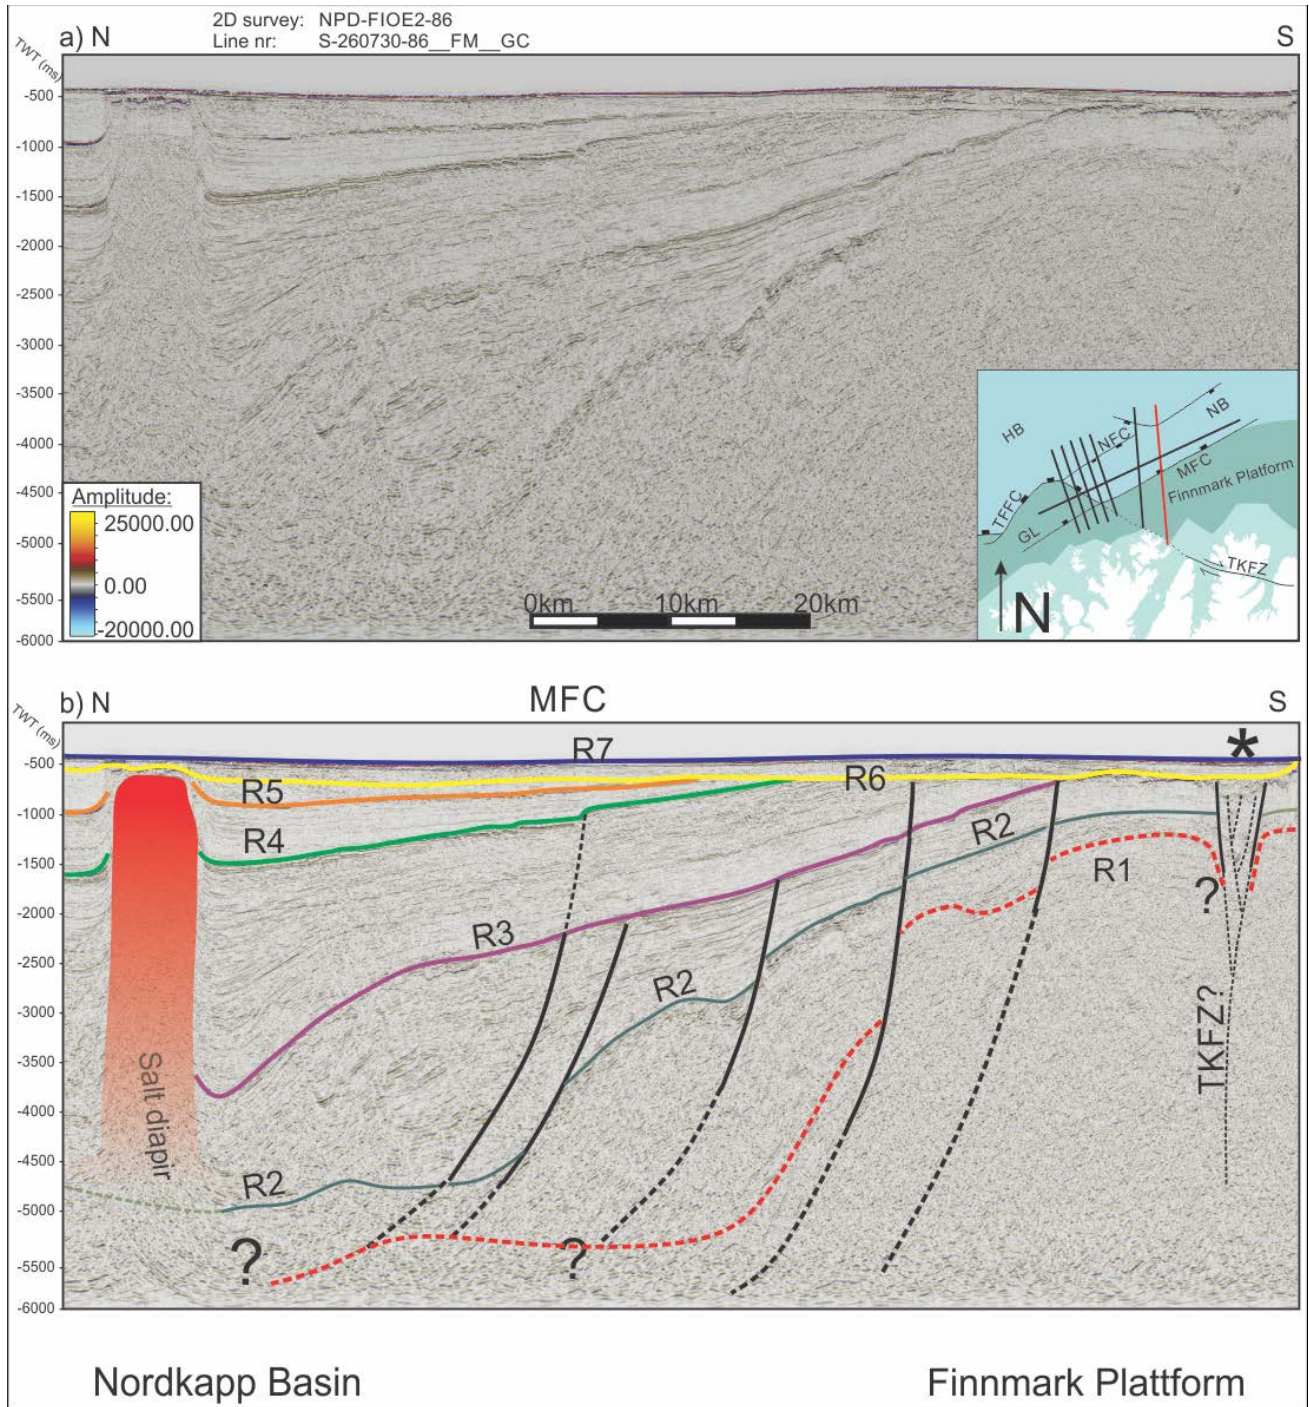 2D survey: NPD-FIOE2-86
Line nr: S-260730-86__FM__GC
a) N
S
TWT (ms)
-500
-1000
-1500
-2000
-2500
-3000
-3500
-4000
-4500
-5000
-5500
-6000
Amplitude:
25000.00
0.00
-20000.00
0km 10km 20km
HB
NFC
NB
MFC
Finnmark Platform
TFFC
GL
TKFZ
N
b) N
MFC
S
TWT (ms)
-500
-1000
-1500
-2000
-2500
-3000
-3500
-4000
-4500
-5000
-5500
-6000
R7
*
R5
R6
R4
R2
R1
?
R3
R2
TKFZ?
Salt diapir
R2
?
?
Nordkapp Basin
Finnmark Plattform